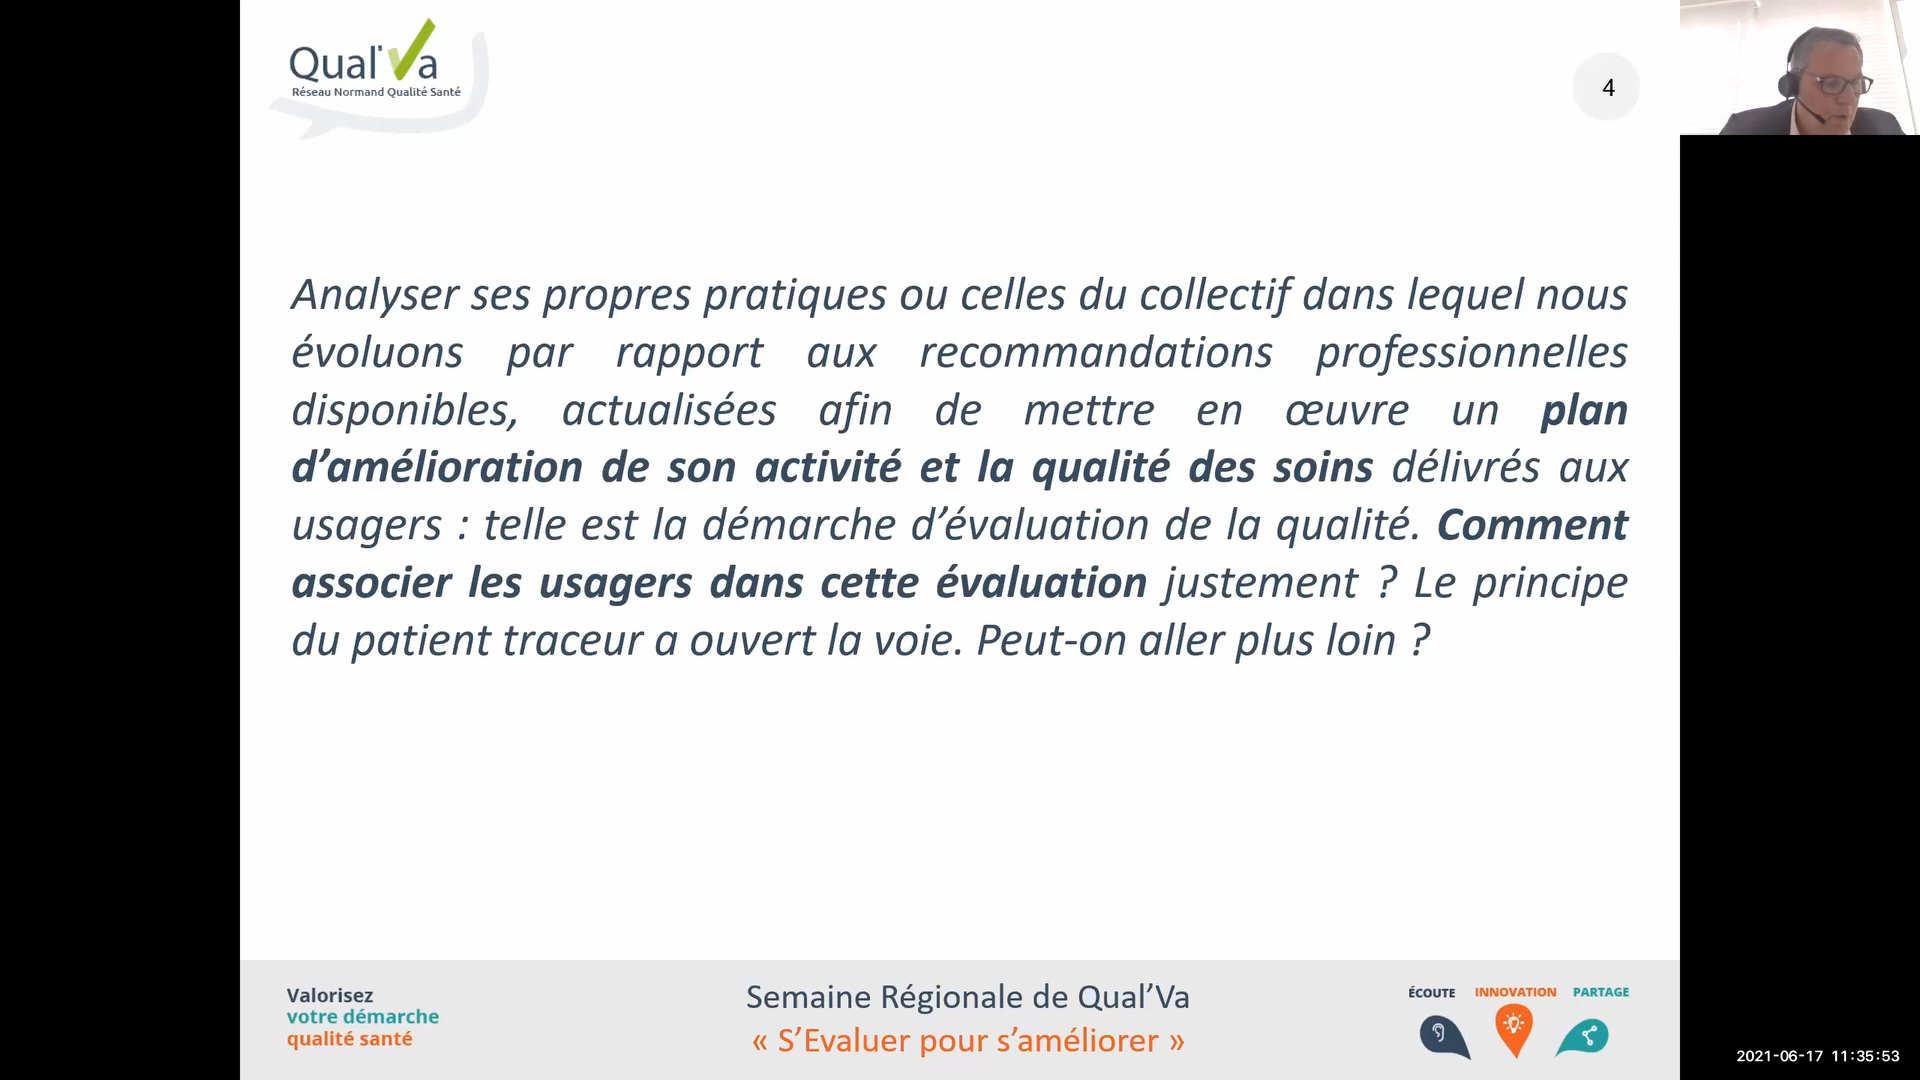 Qual'Va
Réseau Normand Qualité Santé
4
Analyser ses propres pratiques ou celles du collectif dans lequel nous
évoluons par rapport aux recommandations professionnelles
disponibles, actualisées afin de mettre en œuvre un plan
d’amélioration de son activité et la qualité des soins délivrés aux
usagers : telle est la démarche d’évaluation de la qualité. Comment
associer les usagers dans cette évaluation justement ? Le principe
du patient traceur a ouvert la voie. Peut-on aller plus loin ?
Valorisez
votre démarche
qualité santé
Semaine Régionale de Qual’Va
« S’Evaluer pour s’améliorer »
ÉCOUTE INNOVATION PARTAGE
2021-06-17 11:35:53